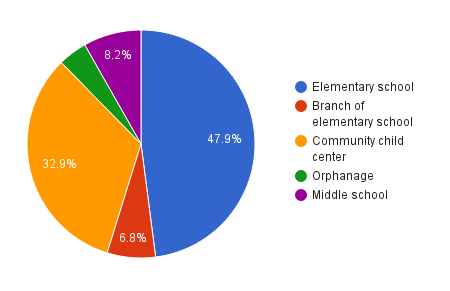 8.2%
47.9%
32.9%
6.8%
Elementary school
Branch of
elementary school
Community child
center
Orphanage
Middle school